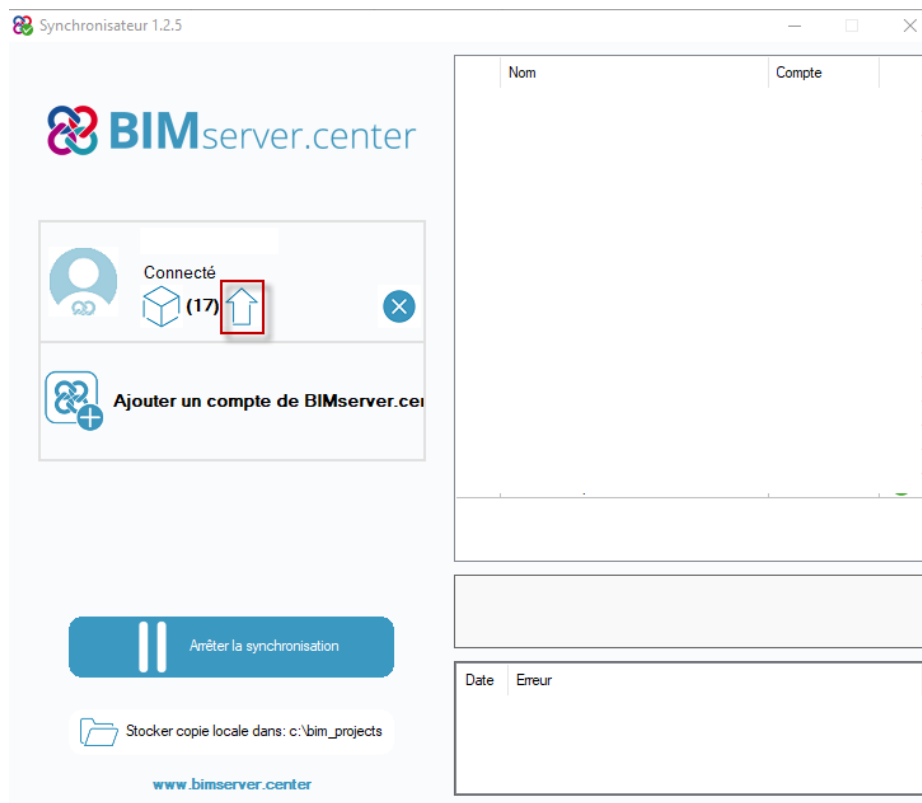 Synchronisateur 1.2.5
Nom Compte
BIMserver.center
Connecté
(17)
Ajouter un compte de BIMserver.cer
Arrêter la synchronisation
Date Erreur
Stocker copie locale dans: c:\bim_projects
www.bimserver.center